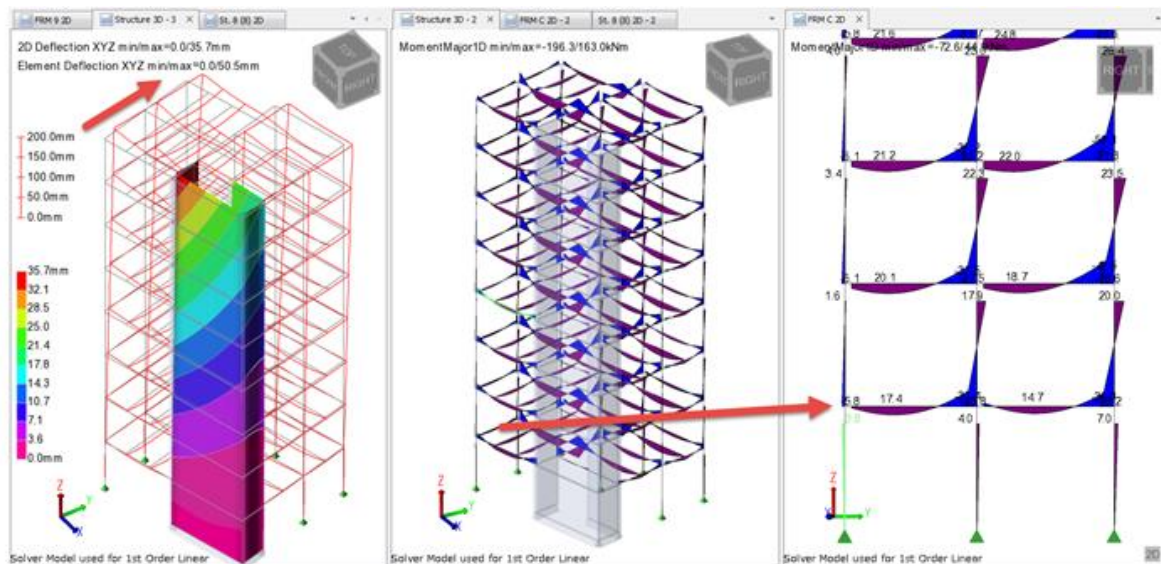 FRM 9 2D
Structure 3D - 3
St. 8 (8) 2D
2D Deflection XYZ min/max=0.0/35.7mm
Element Deflection XYZ min/max=0.0/50.5mm
TOP
RIGHT
200.0mm
150.0mm
100.0mm
50.0mm
0.0mm
35.7mm
32.1
28.5
25.0
21.4
17.8
14.3
10.7
7.1
3.6
0.0mm
Z
Y
X
Solver Model used for 1st Order Linear
Structure 3D - 2
FRM C 2D - 2
St. 8 (8) 2D - 2
MomentMajor1D min/max=-196.3/163.0kNm
TOP
RIGHT
Z
Y
X
Solver Model used for 1st Order Linear
FRM C 2D
21.6
24.8
RIGHT
21.2
22.0
3.4
22.3
23.5
20.1
18.7
1.6
17.9
20.0
17.4
14.7
4.0
7.0
Z
X
Y
Solver Model used for 1st Order Linear
2D